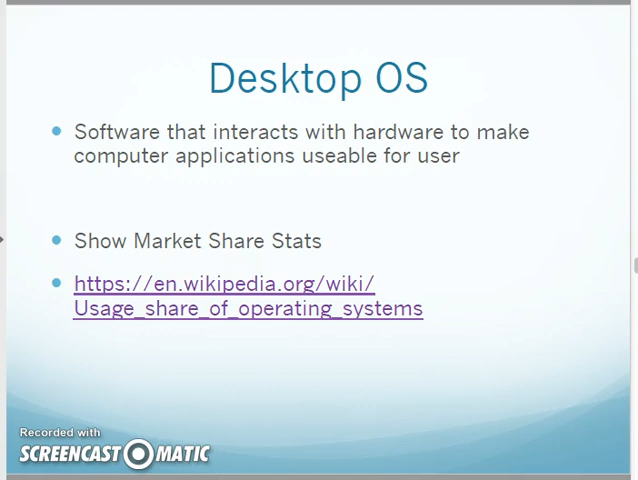 Desktop OS
Software that interacts with hardware to make
computer applications useable for user
Show Market Share Stats
https://en.wikipedia.org/wiki/
Usage_share_of_operating_systems
Recorded with
SCREENCAST MATIC